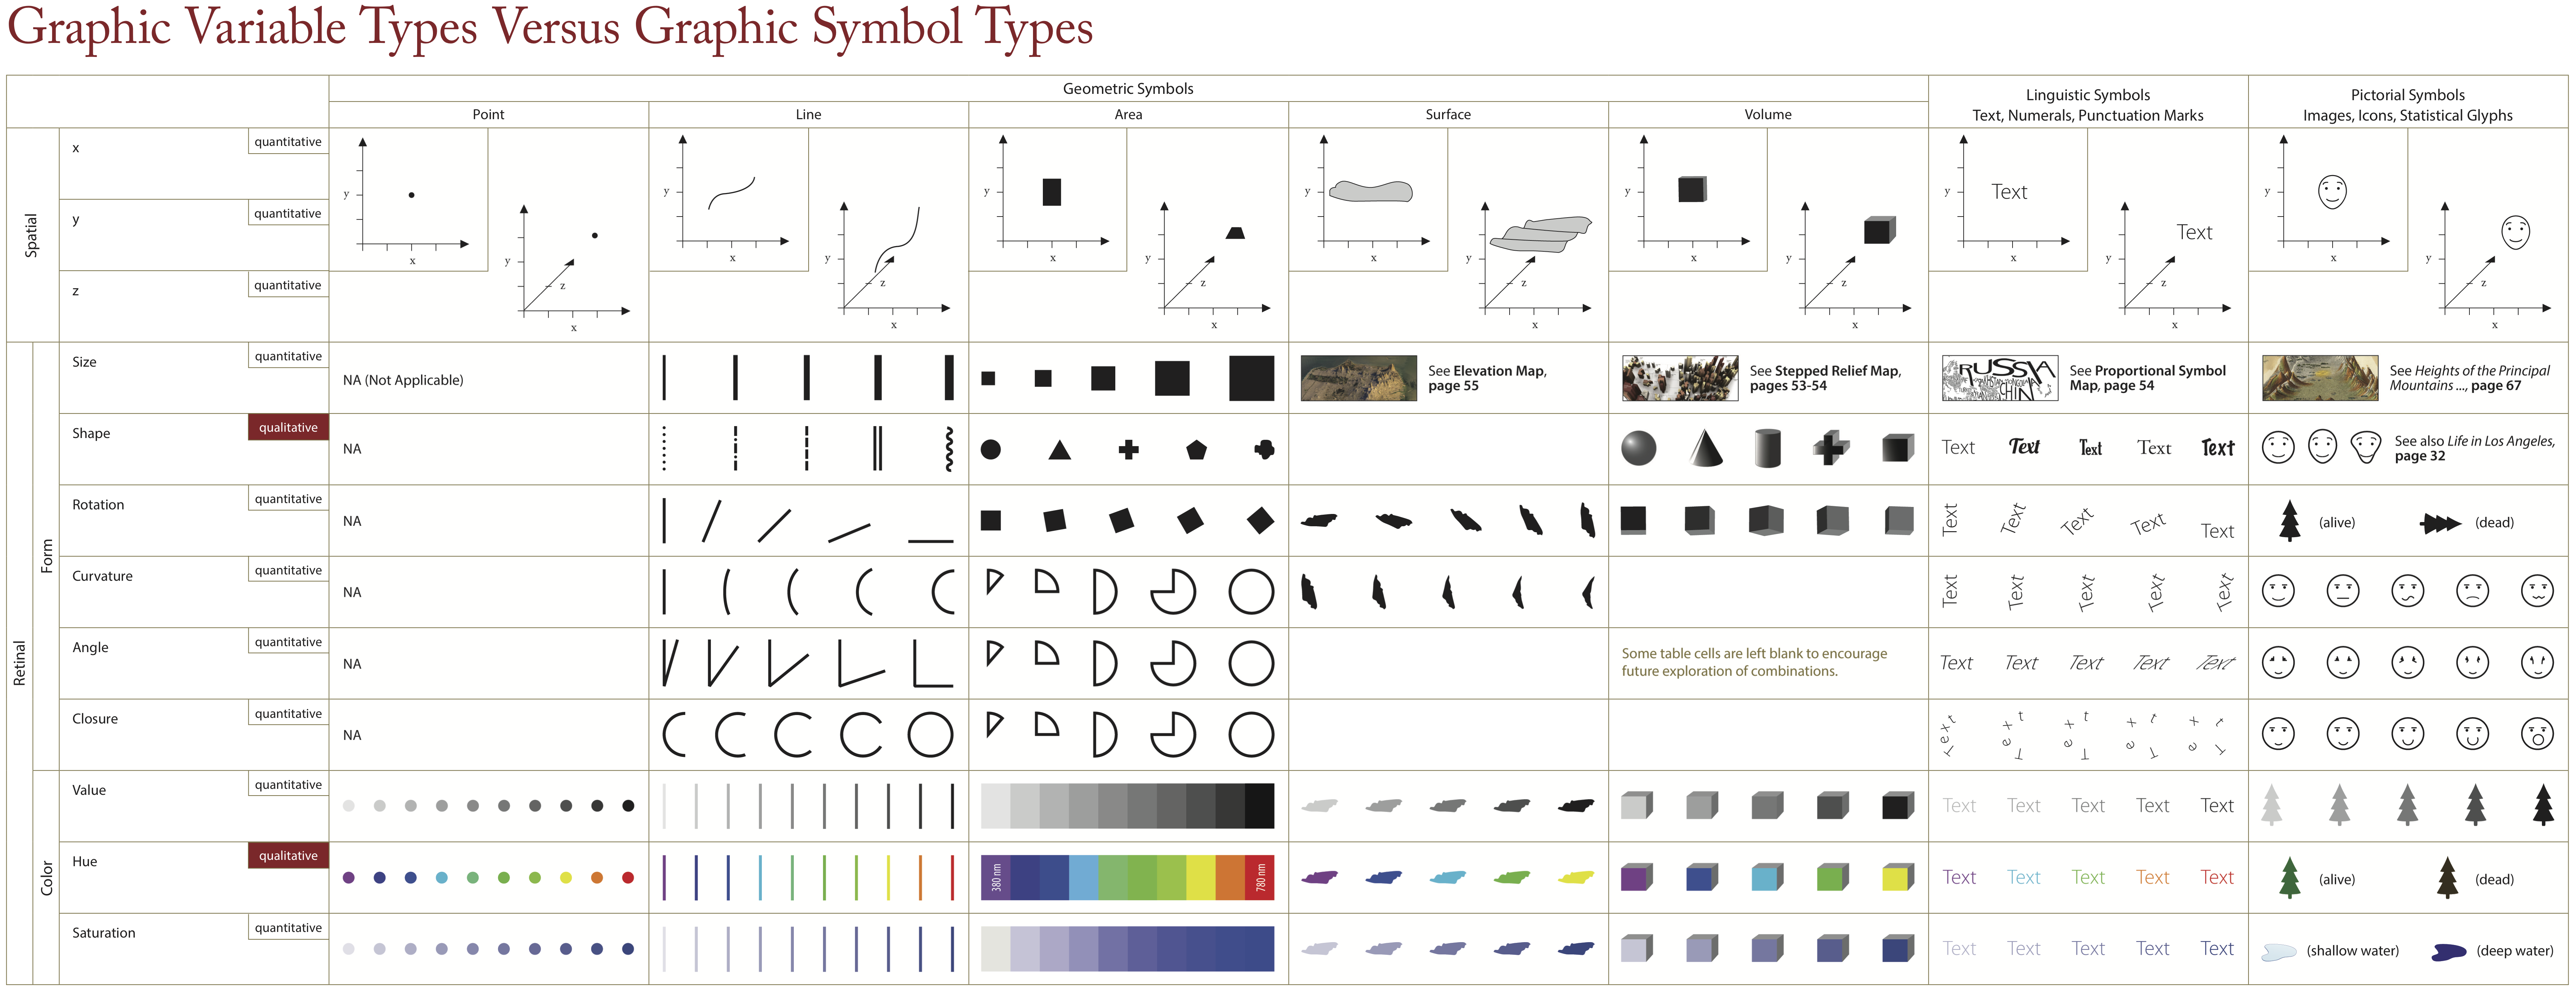 Graphic Variable Types Versus Graphic Symbol Types
Geometric Symbols
Linguistic Symbols
Text, Numerals, Punctuation Marks
Pictorial Symbols
Images, Icons, Statistical Glyphs
Point
Line
Area
Surface
Volume
Spatial
x
quantitative
y
quantitative
z
quantitative
y
x
y
z
x
y
x
y
z
x
y
x
y
z
x
y
x
y
z
x
y
x
y
z
x
y
Text
x
y
Text
z
x
y
x
y
z
x
Retinal
Form
Size
quantitative
NA (Not Applicable)
See Elevation Map,
page 55
See Stepped Relief Map,
pages 53-54
RUSSIA
CHIN
See Proportional Symbol
Map, page 54
See Heights of the Principal
Mountains ..., page 67
Shape
qualitative
NA
Text Text Text Text Text
See also Life in Los Angeles,
page 32
Rotation
quantitative
NA
Text Text Text Text Text
(alive)
(dead)
Curvature
quantitative
NA
Text Text Text Text Text
Angle
quantitative
NA
Some table cells are left blank to encourage
future exploration of combinations.
Text Text Text Text Text
Closure
quantitative
NA
Text Text Text Text Text
Color
Value
quantitative
Text Text Text Text Text
Hue
qualitative
380 nm
780 nm
Text Text Text Text Text
(alive)
(dead)
Saturation
quantitative
Text Text Text Text Text
(shallow water)
(deep water)